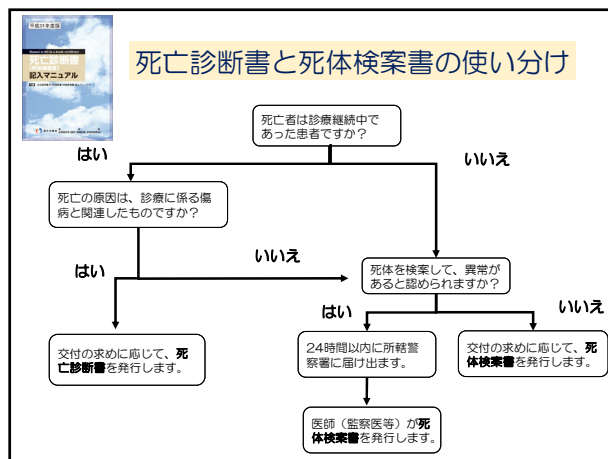 平成31年度版
死亡診断書
記入マニュアル
死亡診断書と死体検案書の使い分け
死亡者は診療継続中で
あった患者ですか？
はい
いいえ
死亡の原因は、診療に係る傷
病と関連したものですか？
はい
いいえ
死体を検案して、異常が
あると認められますか？
はい
いいえ
交付の求めに応じて、死
亡診断書を発行します。
24時間以内に所轄警
察署に届け出ます。
交付の求めに応じて、死
体検案書を発行します。
医師（監察医等）が死
体検案書を発行します。